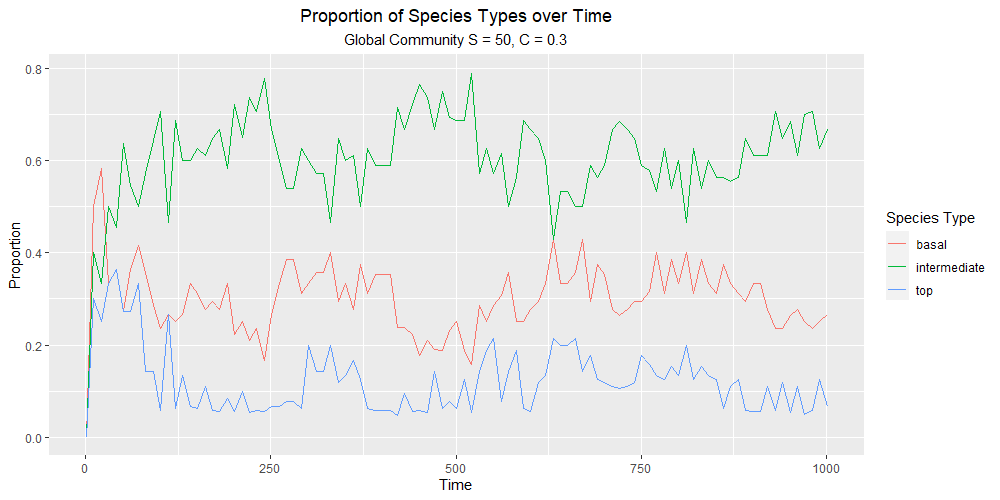 Proportion of Species Types over Time
Global Community S = 50, C = 0.3
Proportion
0.8
0.6
0.4
0.2
0.0
0
250
500
750
1000
Time
Species Type
basal
intermediate
top